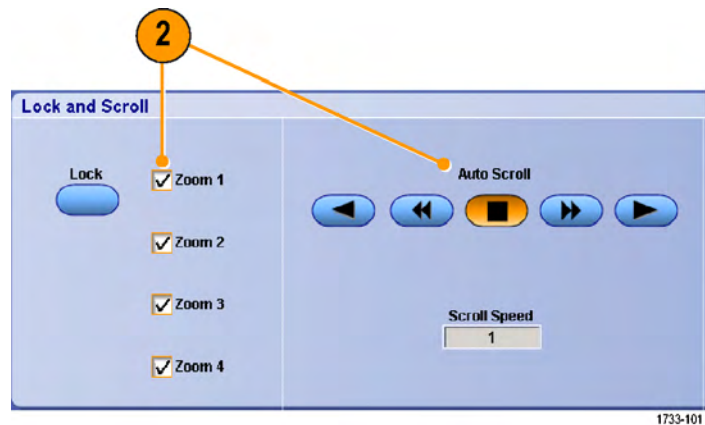 2
Lock and Scroll
Lock
Zoom 1
Auto Scroll
Zoom 2
Zoom 3
Scroll Speed
1
Zoom 4
1733-101